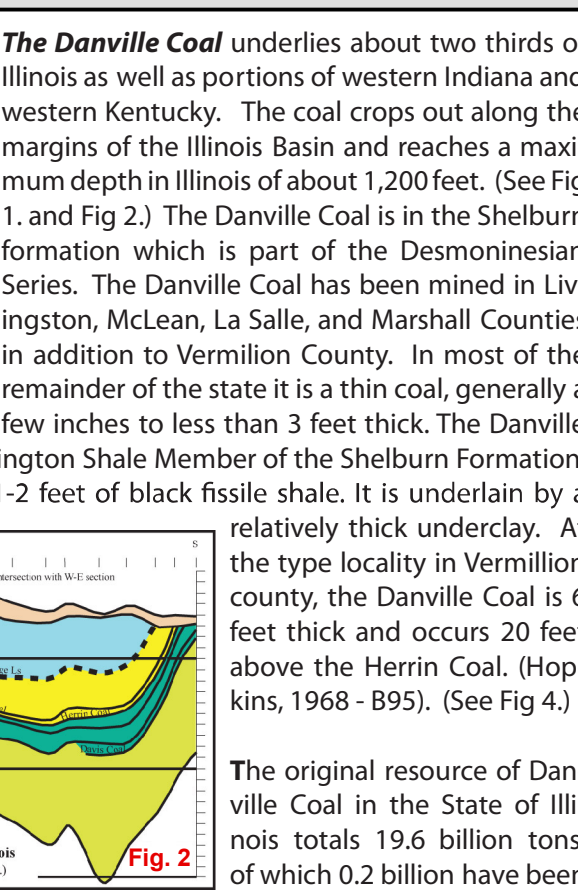 The Danville Coal underlies about two thirds o
Illinois as well as portions of western Indiana and
western Kentucky. The coal crops out along the
margins of the Illinois Basin and reaches a maxi
mum depth in Illinois of about 1,200 feet. (See Fig
1. and Fig 2.) The Danville Coal is in the Shelburn
formation which is part of the Desmoninesian
Series. The Danville Coal has been mined in Liv
ingston, McLean, La Salle, and Marshall Counties
in addition to Vermilion County. In most of the
remainder of the state it is a thin coal, generally a
few inches to less than 3 feet thick. The Danville
ington Shale Member of the Shelburn Formation
-2 feet of black fissile shale. It is underlain by a
relatively thick underclay. At
the type locality in Vermillion
county, the Danville Coal is 6
feet thick and occurs 20 feet
above the Herrin Coal. (Hop
kins, 1968 - B95). (See Fig 4.)
The original resource of Dan
ville Coal in the State of Illi
nois totals 19.6 billion tons
of which 0.2 billion have been
S
ntersection with W-E section
ge Ls
Herrin Coal
Davis Coal
ois
.)
Fig. 2